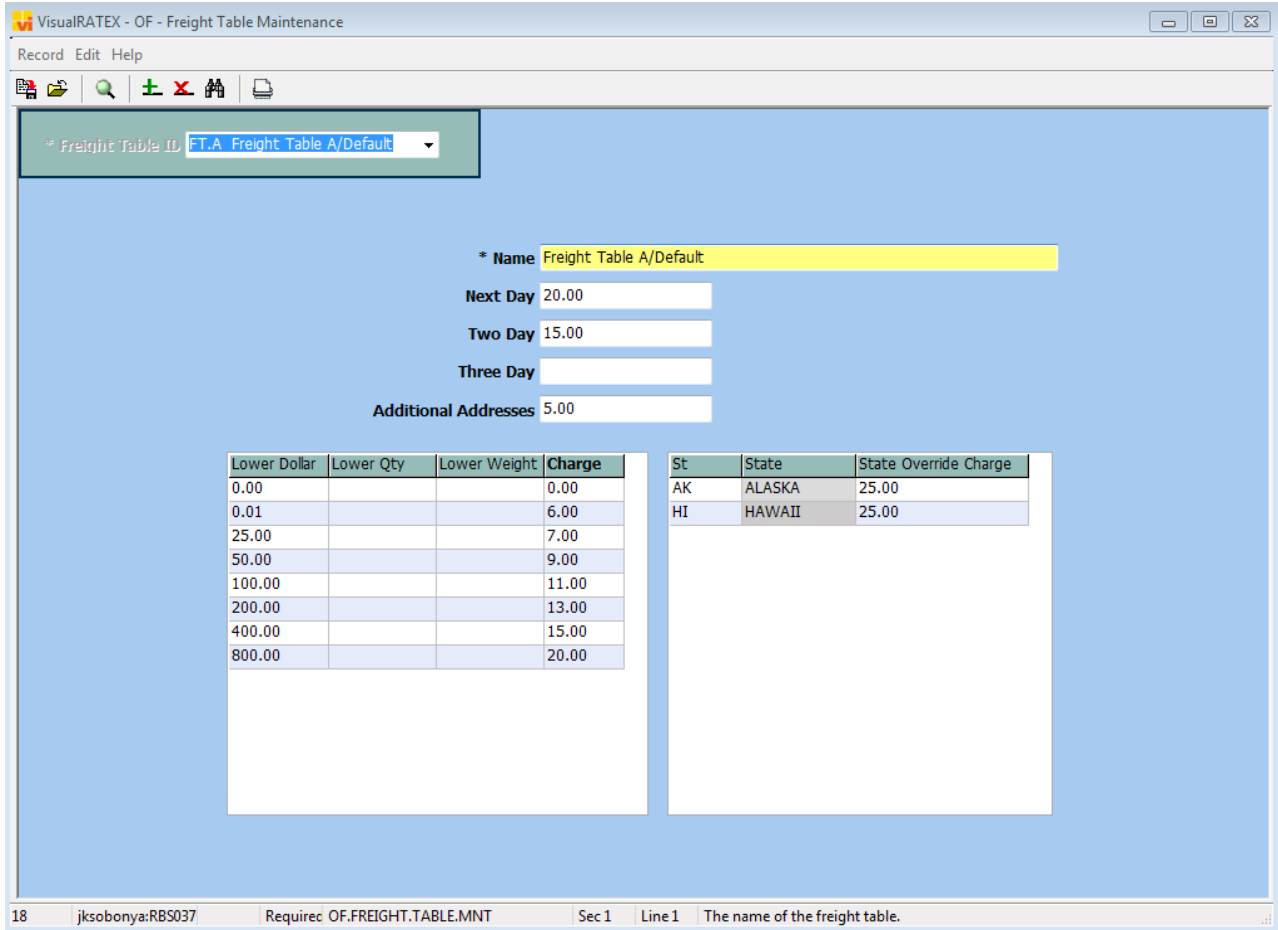 VisualRATEX - OF - Freight Table Maintenance
Record Edit Help
* Freight Table ID FT.A Freight Table A/Default
* Name Freight Table A/Default
Next Day 20.00
Two Day 15.00
Three Day
Additional Addresses 5.00
Lower Dollar Lower Qty Lower Weight Charge St State State Override Charge
0.00 0.00 AK ALASKA 25.00
0.01 6.00 HI HAWAII 25.00
25.00 7.00
50.00 9.00
100.00 11.00
200.00 13.00
400.00 15.00
800.00 20.00
18 jksobonya:RBS037 Required OF.FREIGHT.TABLE.MNT Sec 1 Line 1 The name of the freight table.